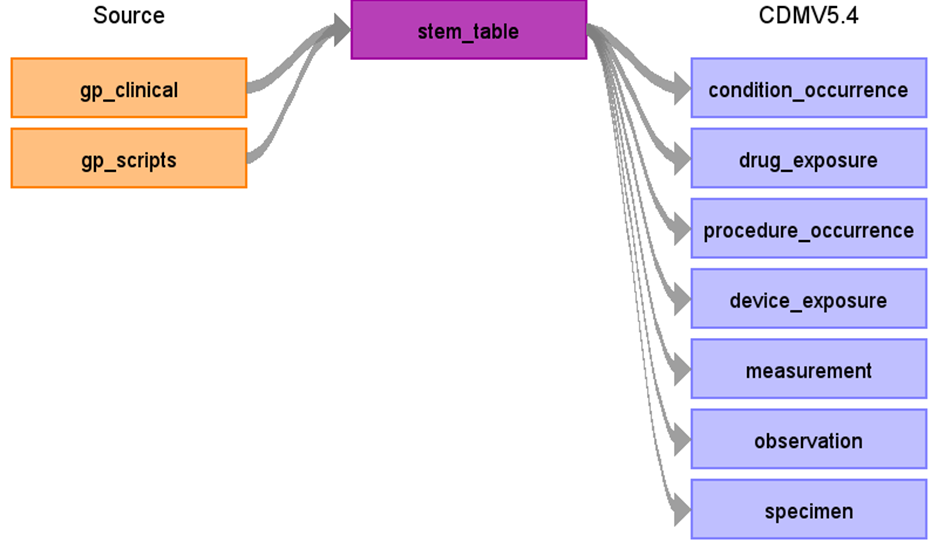 Source
stem_table
CDMV5.4
gp_clinical
condition_occurrence
gp_scripts
drug_exposure
procedure_occurrence
device_exposure
measurement
observation
specimen